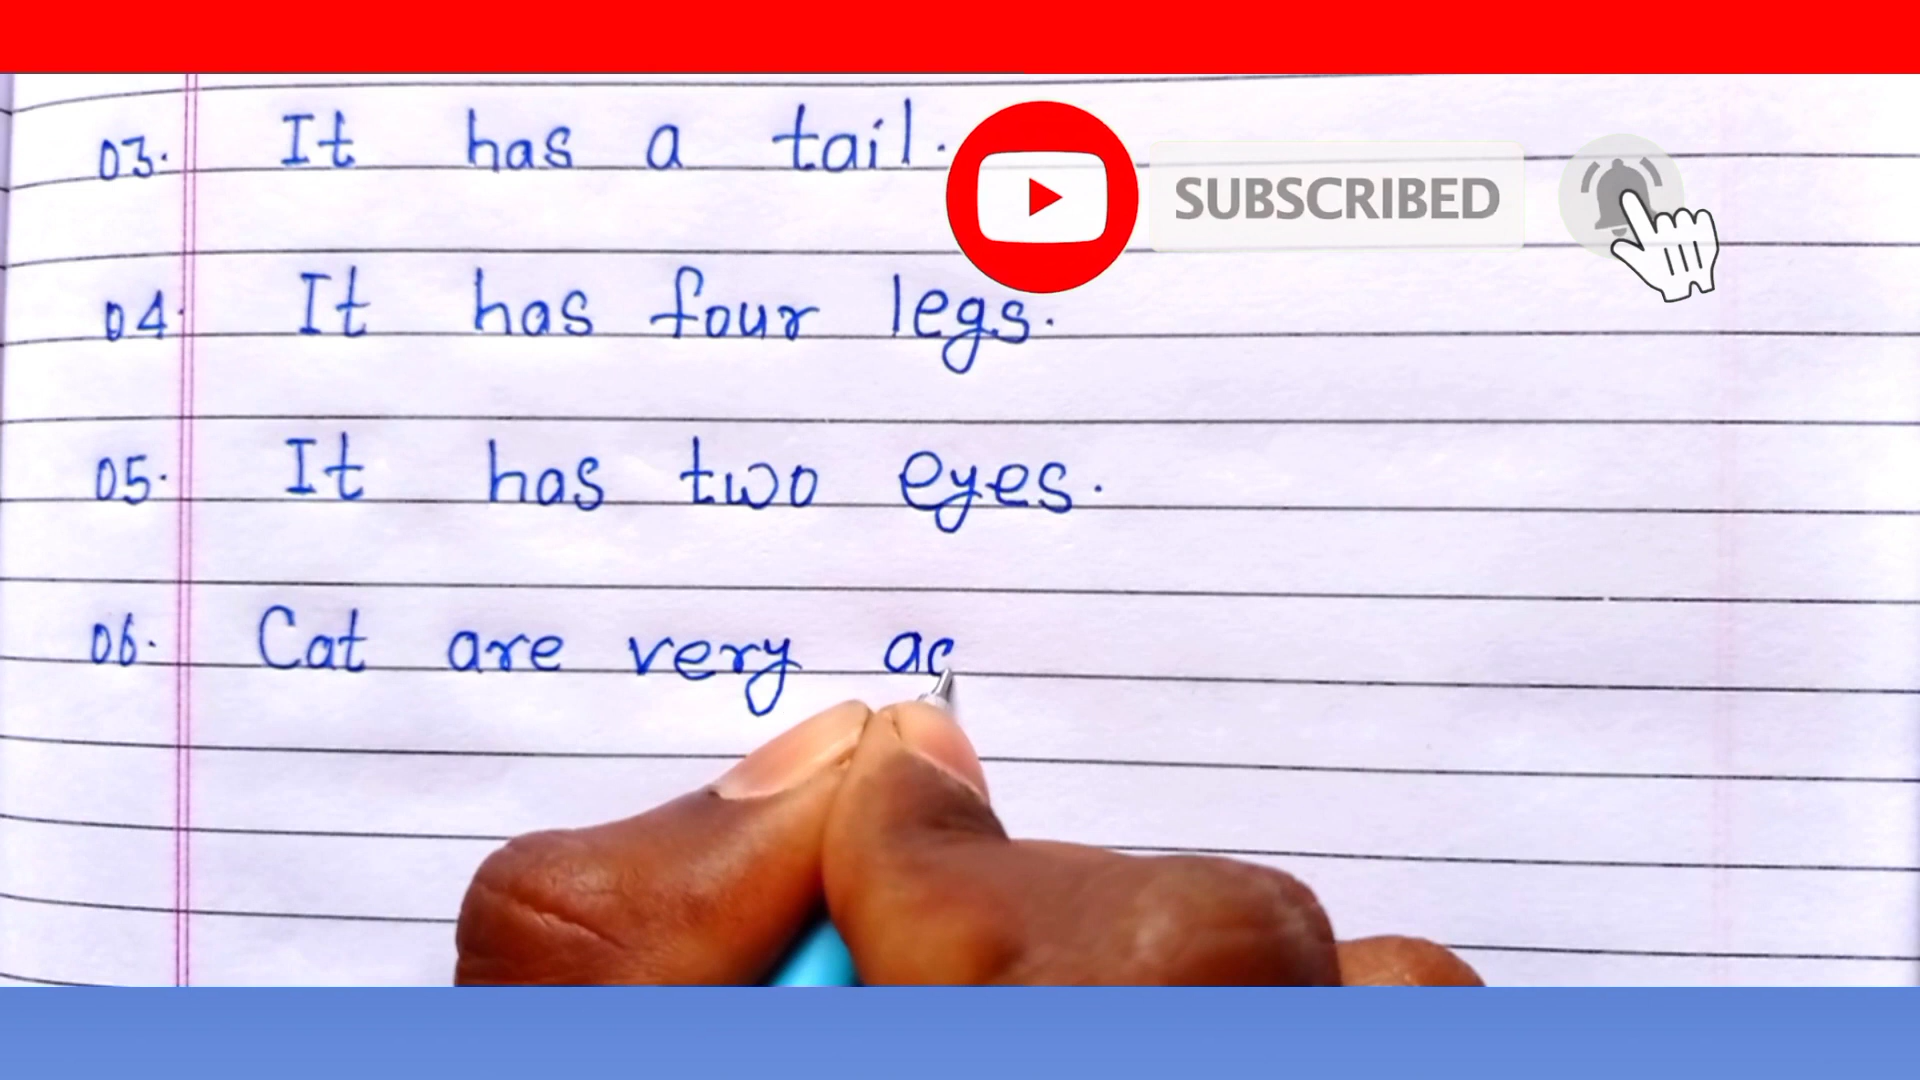 03. It has a tail.
SUBSCRIBED
04. It has four legs.
05. It has two eyes.
06. Cat are very ac